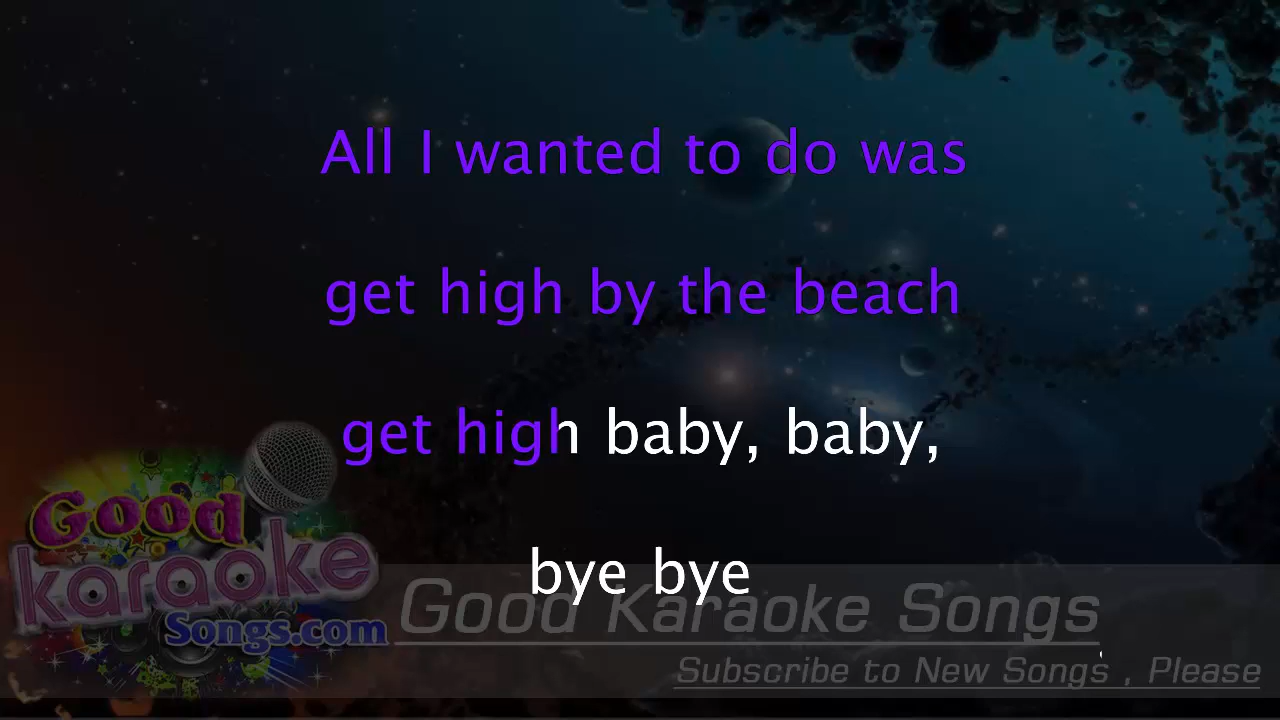 All I wanted to do was
get high by the beach
get high baby, baby,
bye bye
Good
karaoke
Songs.com
Good Karaoke Songs
Subscribe to New Songs , Please